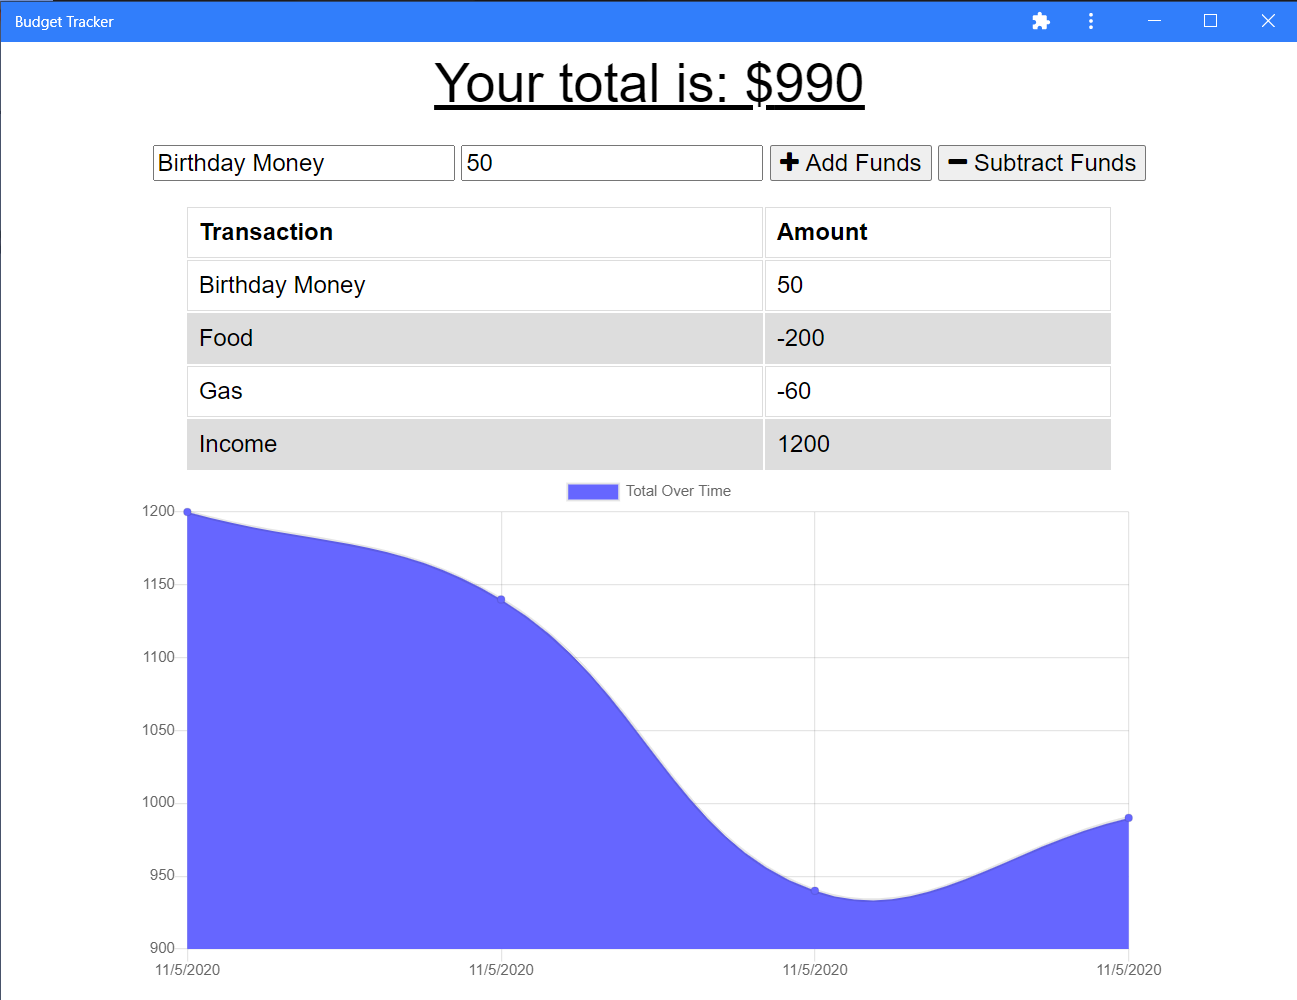 Budget Tracker
Your total is: $990
Birthday Money 50 Add Funds Subtract Funds
Transaction Amount
Birthday Money 50
Food -200
Gas -60
Income 1200
Total Over Time
1200
1150
1100
1050
1000
950
900
11/5/2020 11/5/2020 11/5/2020 11/5/2020